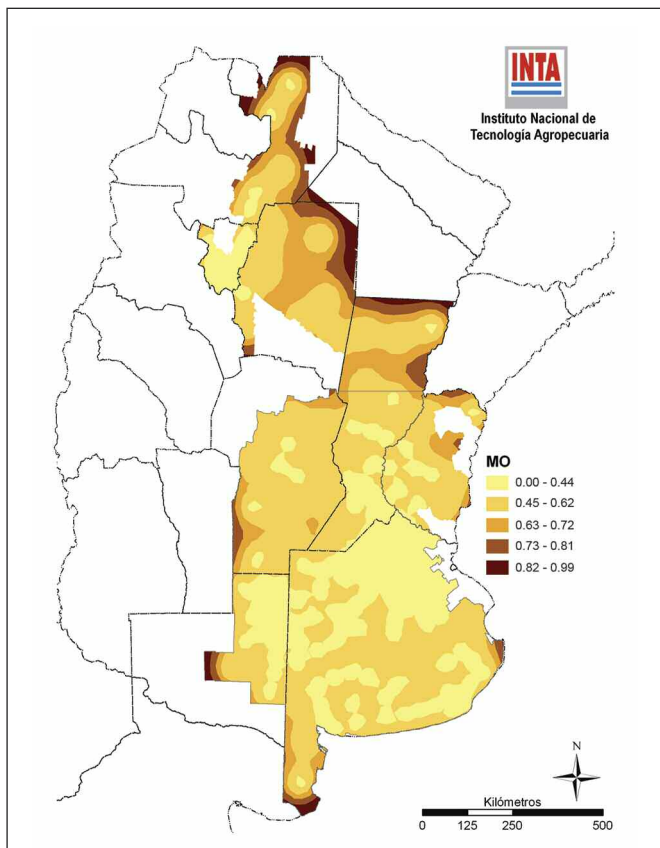 INTA
Instituto Nacional de
Tecnología Agropecuaria
MO
0.00 - 0.44
0.45 - 0.62
0.63 - 0.72
0.73 - 0.81
0.82 - 0.99
N
Kilómetros
0 125 250 500